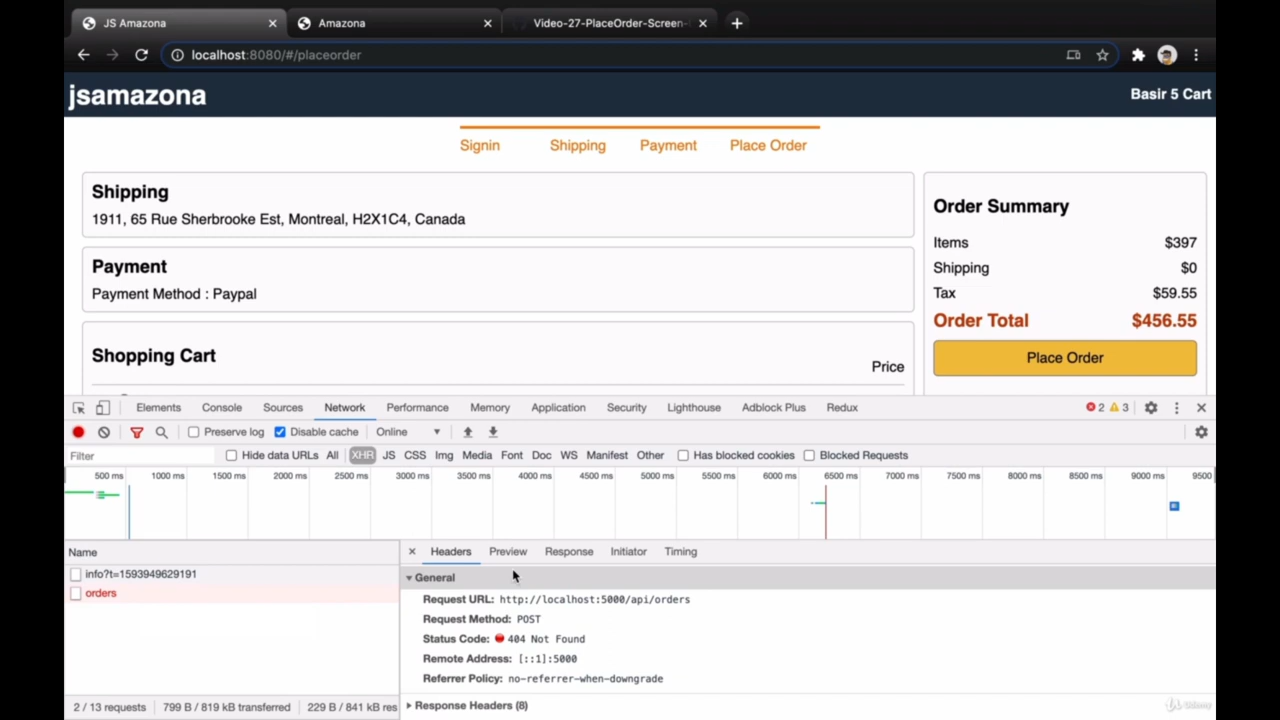 JS Amazona
Amazona
Video-27-PlaceOrder-Screen-
localhost:8080/#/placeorder
jsamazona
Basir 5 Cart
Signin Shipping Payment Place Order
Shipping
1911, 65 Rue Sherbrooke Est, Montreal, H2X1C4, Canada
Payment
Payment Method : Paypal
Shopping Cart
Price
Order Summary
Items $397
Shipping $0
Tax $59.55
Order Total $456.55
Place Order
Elements Console Sources Network Performance Memory Application Security Lighthouse Adblock Plus Redux 2 3
Preserve log Disable cache Online
Filter Hide data URLs All XHR JS CSS Img Media Font Doc WS Manifest Other Has blocked cookies Blocked Requests
500 ms 1000 ms 1500 ms 2000 ms 2500 ms 3000 ms 3500 ms 4000 ms 4500 ms 5000 ms 5500 ms 6000 ms 6500 ms 7000 ms 7500 ms 8000 ms 8500 ms 9000 ms 9500
Name
info?t=1593949629191
orders
2 / 13 requests 799 B / 819 kB transferred 229 B / 841 kB res
Headers Preview Response Initiator Timing
General
Request URL: http://localhost:5000/api/orders
Request Method: POST
Status Code: 404 Not Found
Remote Address: [::1]:5000
Referrer Policy: no-referrer-when-downgrade
Response Headers (8)
Udemy